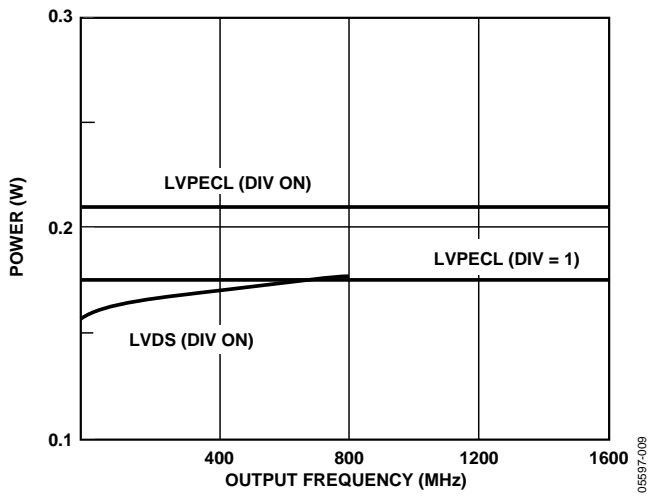 0.3
LVPECL (DIV ON)
POWER (W)
0.2
LVPECL (DIV = 1)
LVDS (DIV ON)
0.1
400
800
1200
1600
OUTPUT FREQUENCY (MHz)
05597-009